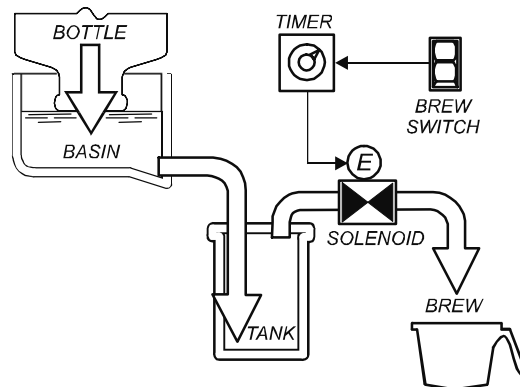 BOTTLE
TIMER
BREW
SWITCH
BASIN
E
SOLENOID
BREW
TANK